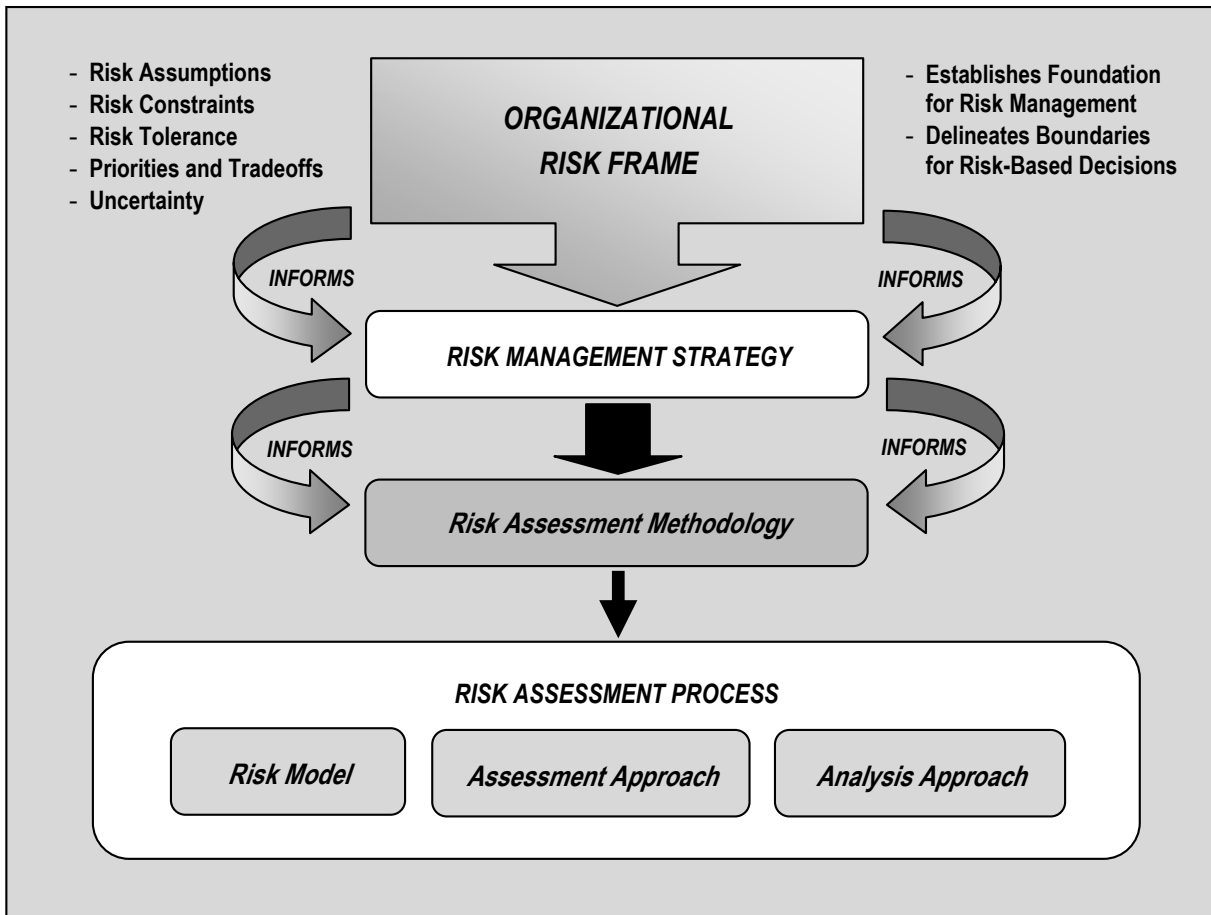 - Risk Assumptions
- Risk Constraints
- Risk Tolerance
- Priorities and Tradeoffs
- Uncertainty
ORGANIZATIONAL
RISK FRAME
- Establishes Foundation
for Risk Management
- Delineates Boundaries
for Risk-Based Decisions
INFORMS
INFORMS
RISK MANAGEMENT STRATEGY
INFORMS
INFORMS
Risk Assessment Methodology
RISK ASSESSMENT PROCESS
Risk Model
Assessment Approach
Analysis Approach